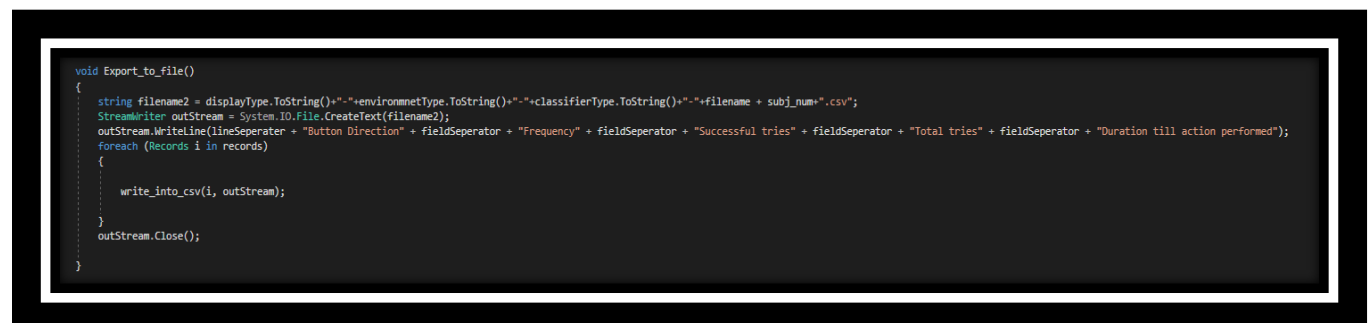 void Export_to_file()
{
string filename2 = displayType.ToString()+"-"+environmnetType.ToString()+"-"+classifierType.ToString()+"-"+filename + subj_num+".csv";
StreamWriter outStream = System.IO.File.CreateText(filename2);
outStream.WriteLine(lineSeperater + "Button Direction" + fieldSeperator + "Frequency" + fieldSeperator + "Successful tries" + fieldSeperator + "Total tries" + fieldSeperator + "Duration till action performed");
foreach (Records i in records)
{
write_into_csv(i, outStream);
}
outStream.Close();
}